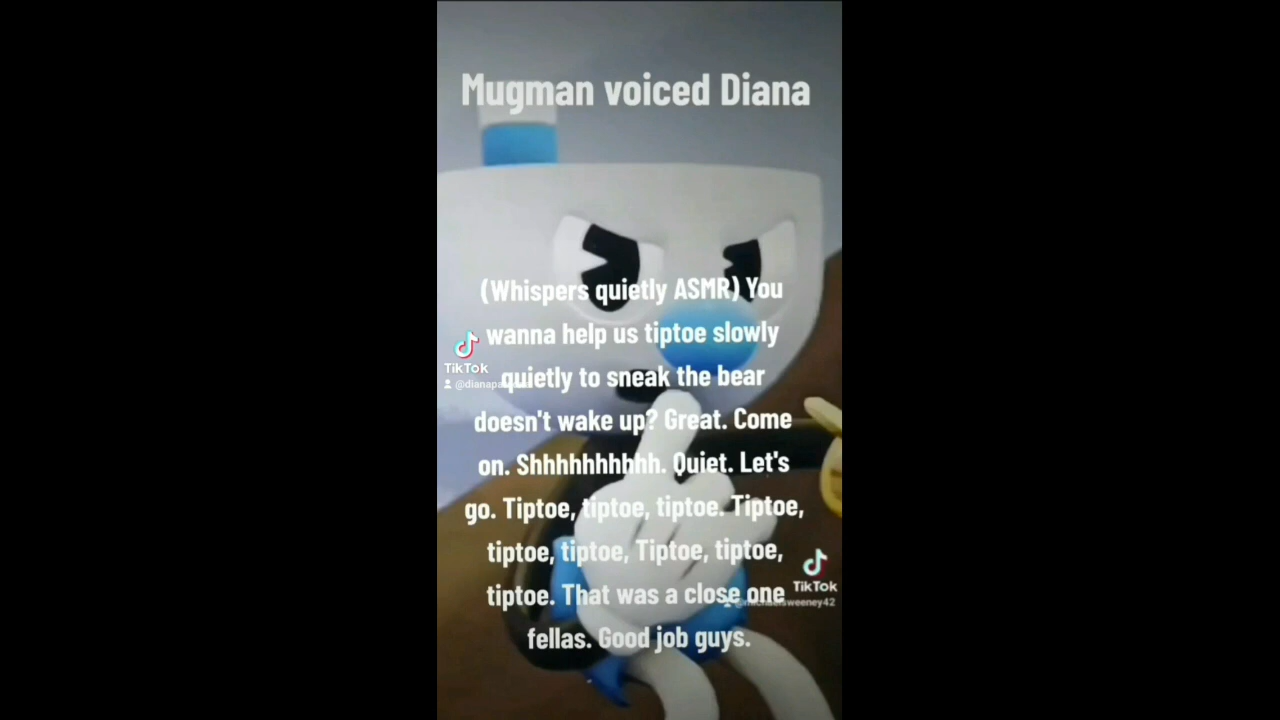 Mugman voiced Diana
(Whispers quietly ASMR) You
wanna help us tiptoe slowly
quietly to sneak the bear
doesn't wake up? Great. Come
on. Shhhhhhhhhh. Quiet. Let's
go. Tiptoe, tiptoe, tiptoe. Tiptoe,
tiptoe, tiptoe, Tiptoe, tiptoe,
tiptoe. That was a close one
fellas. Good job guys.
TikTok
TikTok